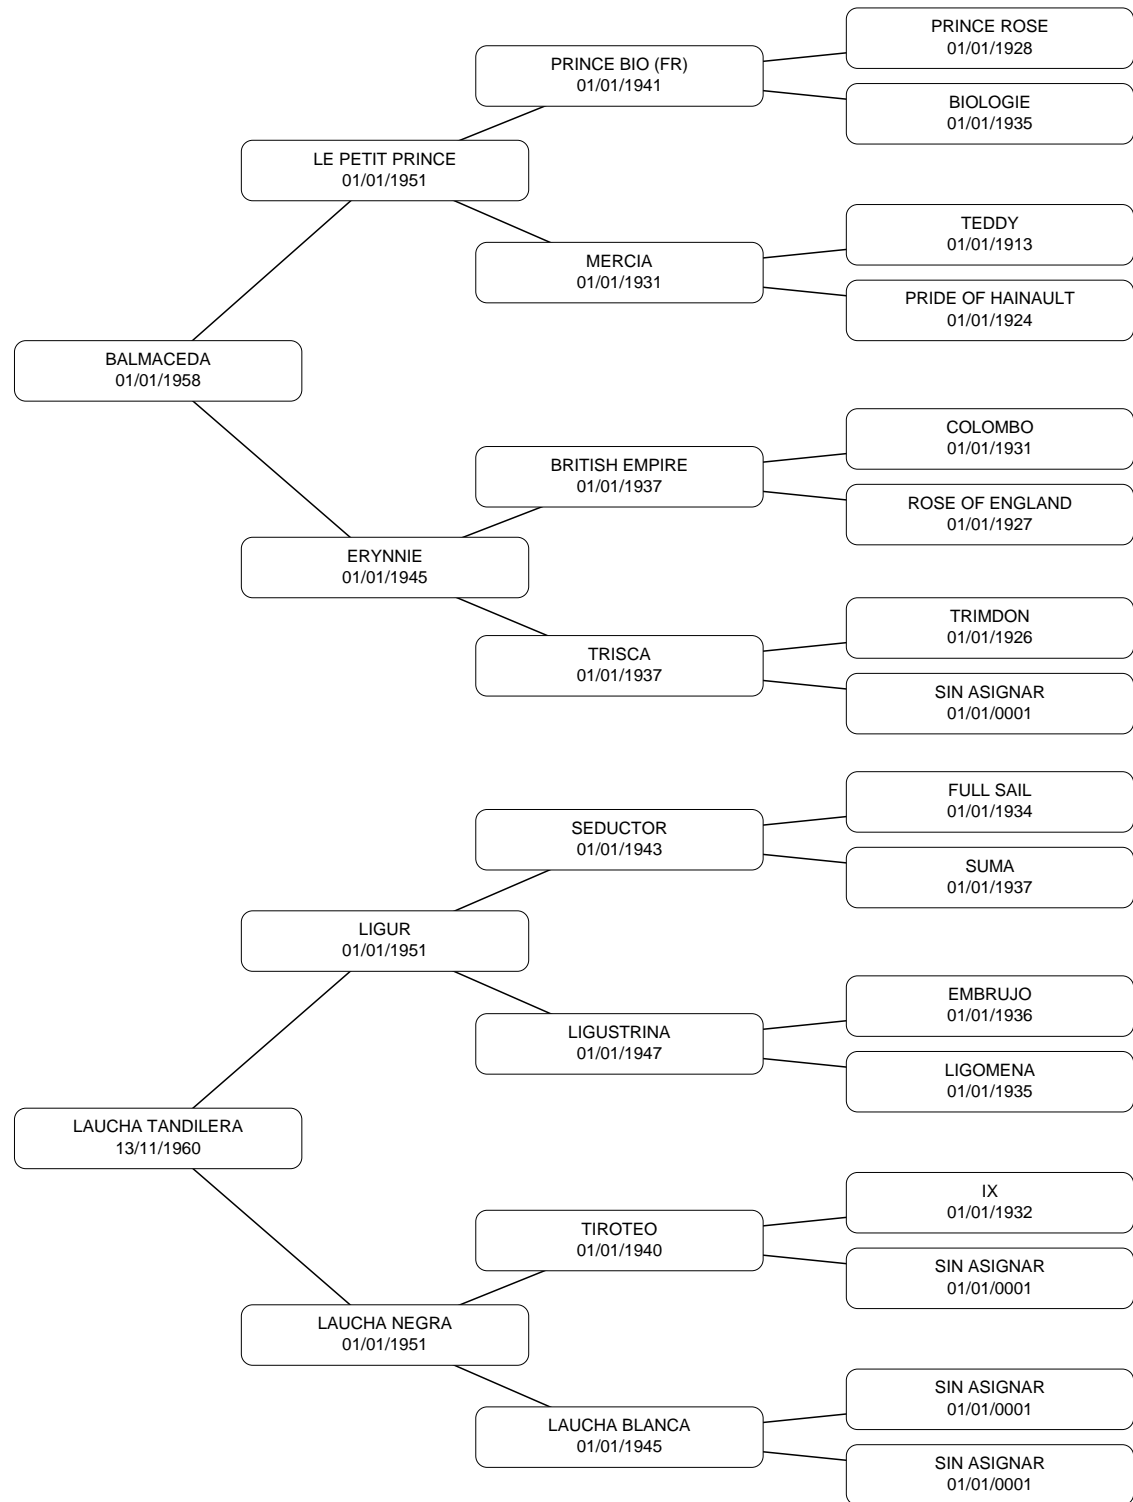 PRINCE ROSE
01/01/1928
PRINCE BIO (FR)
01/01/1941
BIOLOGIE
01/01/1935
LE PETIT PRINCE
01/01/1951
TEDDY
01/01/1913
MERCIA
01/01/1931
PRIDE OF HAINAULT
01/01/1924
BALMACEDA
01/01/1958
COLOMBO
01/01/1931
BRITISH EMPIRE
01/01/1937
ROSE OF ENGLAND
01/01/1927
ERYNNIE
01/01/1945
TRIMDON
01/01/1926
TRISCA
01/01/1937
SIN ASIGNAR
01/01/0001
FULL SAIL
01/01/1934
SEDUCTOR
01/01/1943
SUMA
01/01/1937
LIGUR
01/01/1951
EMBRUJO
01/01/1936
LIGUSTRINA
01/01/1947
LIGOMENA
01/01/1935
LAUCHA TANDILERA
13/11/1960
IX
01/01/1932
TIROTEO
01/01/1940
SIN ASIGNAR
01/01/0001
LAUCHA NEGRA
01/01/1951
SIN ASIGNAR
01/01/0001
LAUCHA BLANCA
01/01/1945
SIN ASIGNAR
01/01/0001